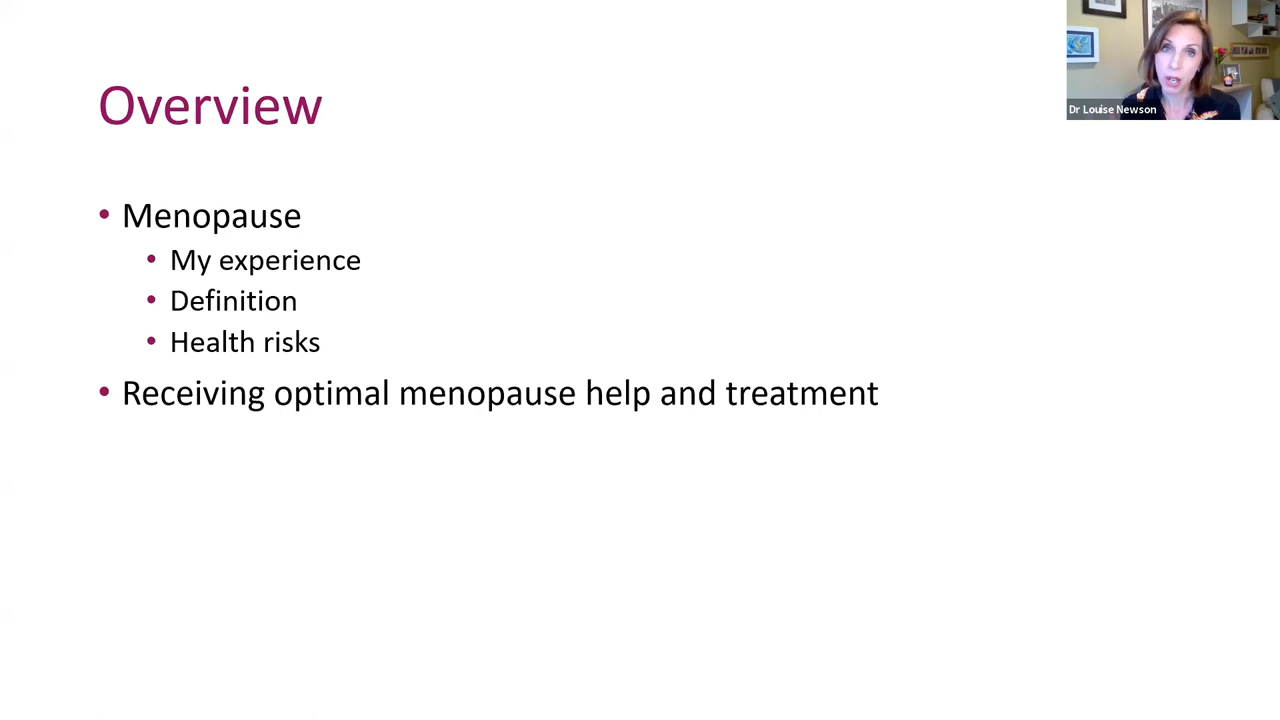 Overview
Dr Louise Newson
• Menopause
• My experience
• Definition
• Health risks
• Receiving optimal menopause help and treatment